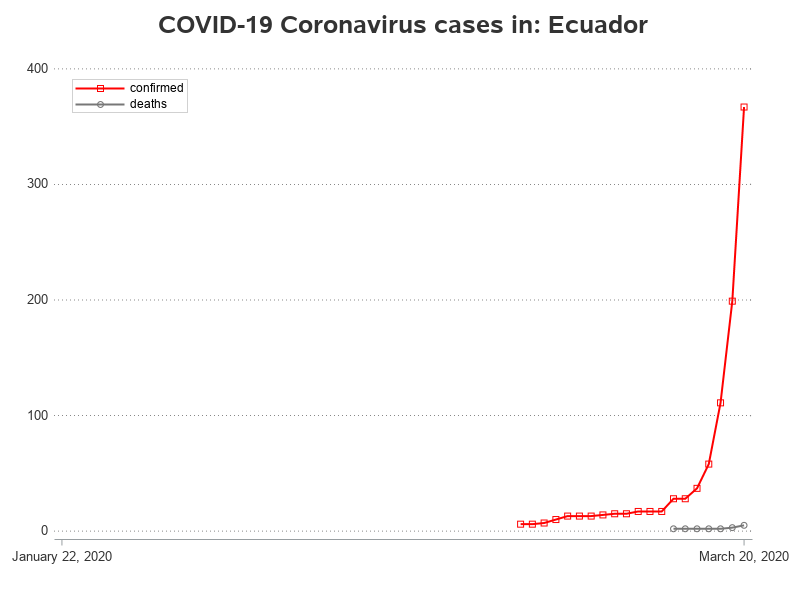 COVID-19 Coronavirus cases in: Ecuador
400
confirmed
deaths
300
200
100
0
January 22, 2020
March 20, 2020